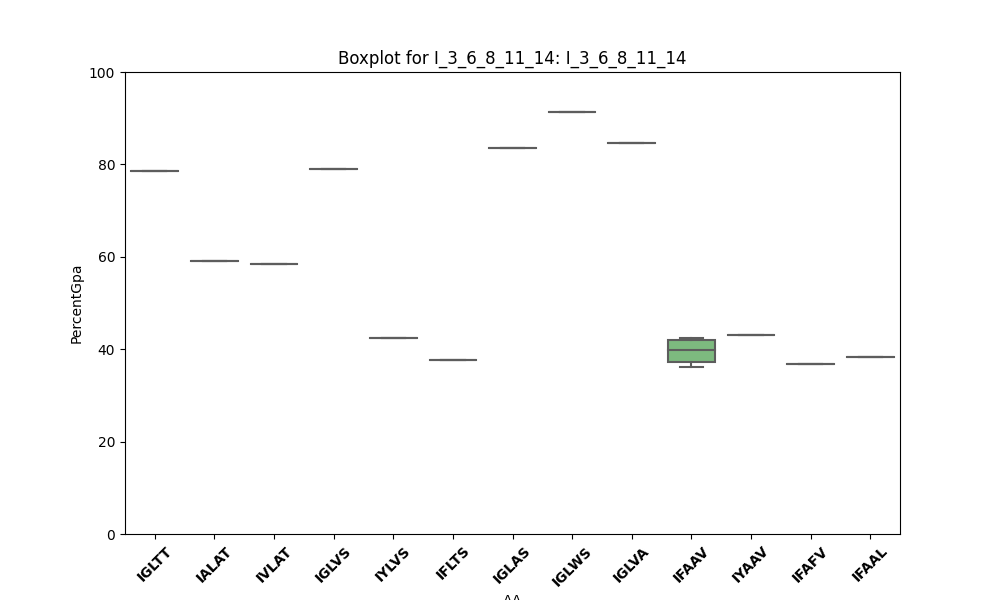 Boxplot for I_3_6_8_11_14: I_3_6_8_11_14
100
80
60
40
20
0
PercentGpa
IGLTT
IALAT
IVLAT
IGLVS
IYLVS
IFLTS
IGLAS
IGLWS
IGLVA
IFAAV
IYAAV
IFAFV
IFAAL
AA